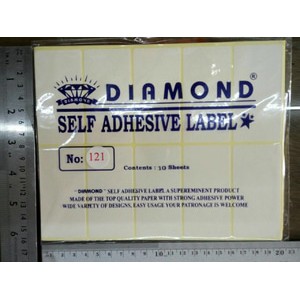 DIAMOND
DIAMOND ®
SELF ADHESIVE LABEL
No: 121
Contents : 10 Sheets
"DIAMOND" SELF ADHESIVE LABEL A SUPEREMINENT PRODUCT
MADE OF THE TOP QUALITY PAPER WITH STRONG ADHESIVE POWER
WIDE VARIETY OF DESIGNS, EASY USAGE YOUR PATRONAGE IS WELCOME